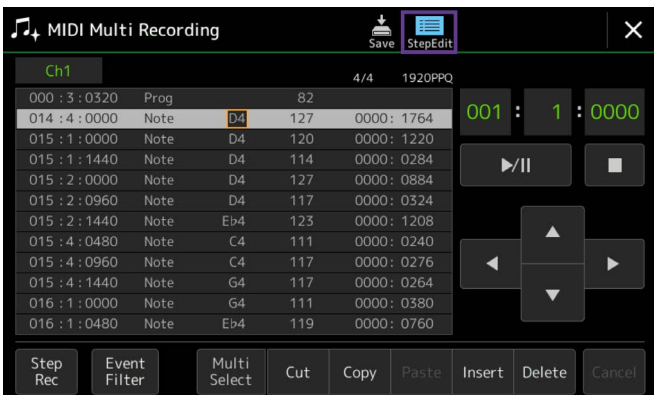 MIDI Multi Recording
Save StepEdit
Ch1 4/4 1920PPQ
000 : 3 : 0320 Prog 82
014 : 4 : 0000 Note D4 127 0000 : 1764
015 : 1 : 0000 Note D4 120 0000 : 1220
015 : 1 : 1440 Note D4 114 0000 : 0284
015 : 2 : 0000 Note D4 127 0000 : 0884
015 : 2 : 0960 Note D4 117 0000 : 0324
015 : 2 : 1440 Note E♭4 123 0000 : 1208
015 : 4 : 0480 Note C4 111 0000 : 0240
015 : 4 : 0960 Note C4 117 0000 : 0276
015 : 4 : 1440 Note G4 117 0000 : 0264
016 : 1 : 0000 Note G4 111 0000 : 0380
016 : 1 : 0480 Note E♭4 119 0000 : 0760
001 : 1 : 0000
Step Rec
Event Filter
Multi Select
Cut
Copy
Paste
Insert
Delete
Cancel